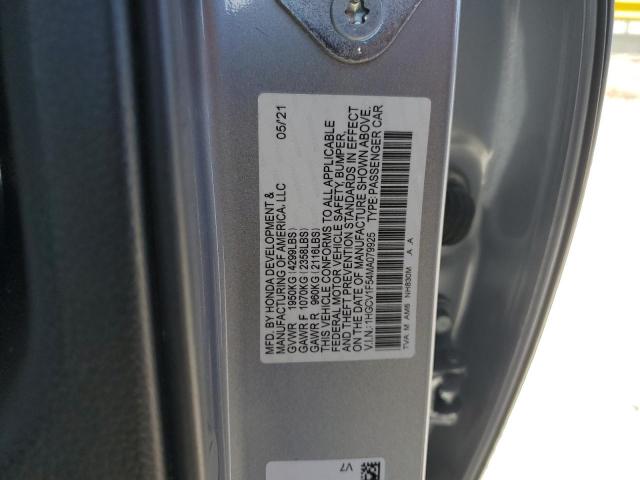 MFD. BY HONDA DEVELOPMENT &
MANUFACTURING OF AMERICA, LLC 05/21
GVWR 1950KG(4299LBS)
GAWR F 1070KG(2358LBS)
GAWR R 960KG(2116LBS)
THIS VEHICLE CONFORMS TO ALL APPLICABLE
FEDERAL MOTOR VEHICLE SAFETY, BUMPER,
AND THEFT PREVENTION STANDARDS IN EFFECT
ON THE DATE OF MANUFACTURE SHOWN ABOVE.
V.I.N.:1HGCV1F54MA079925 TYPE:PASSENGER CAR
TVA M AM6 NH830M A A
V7